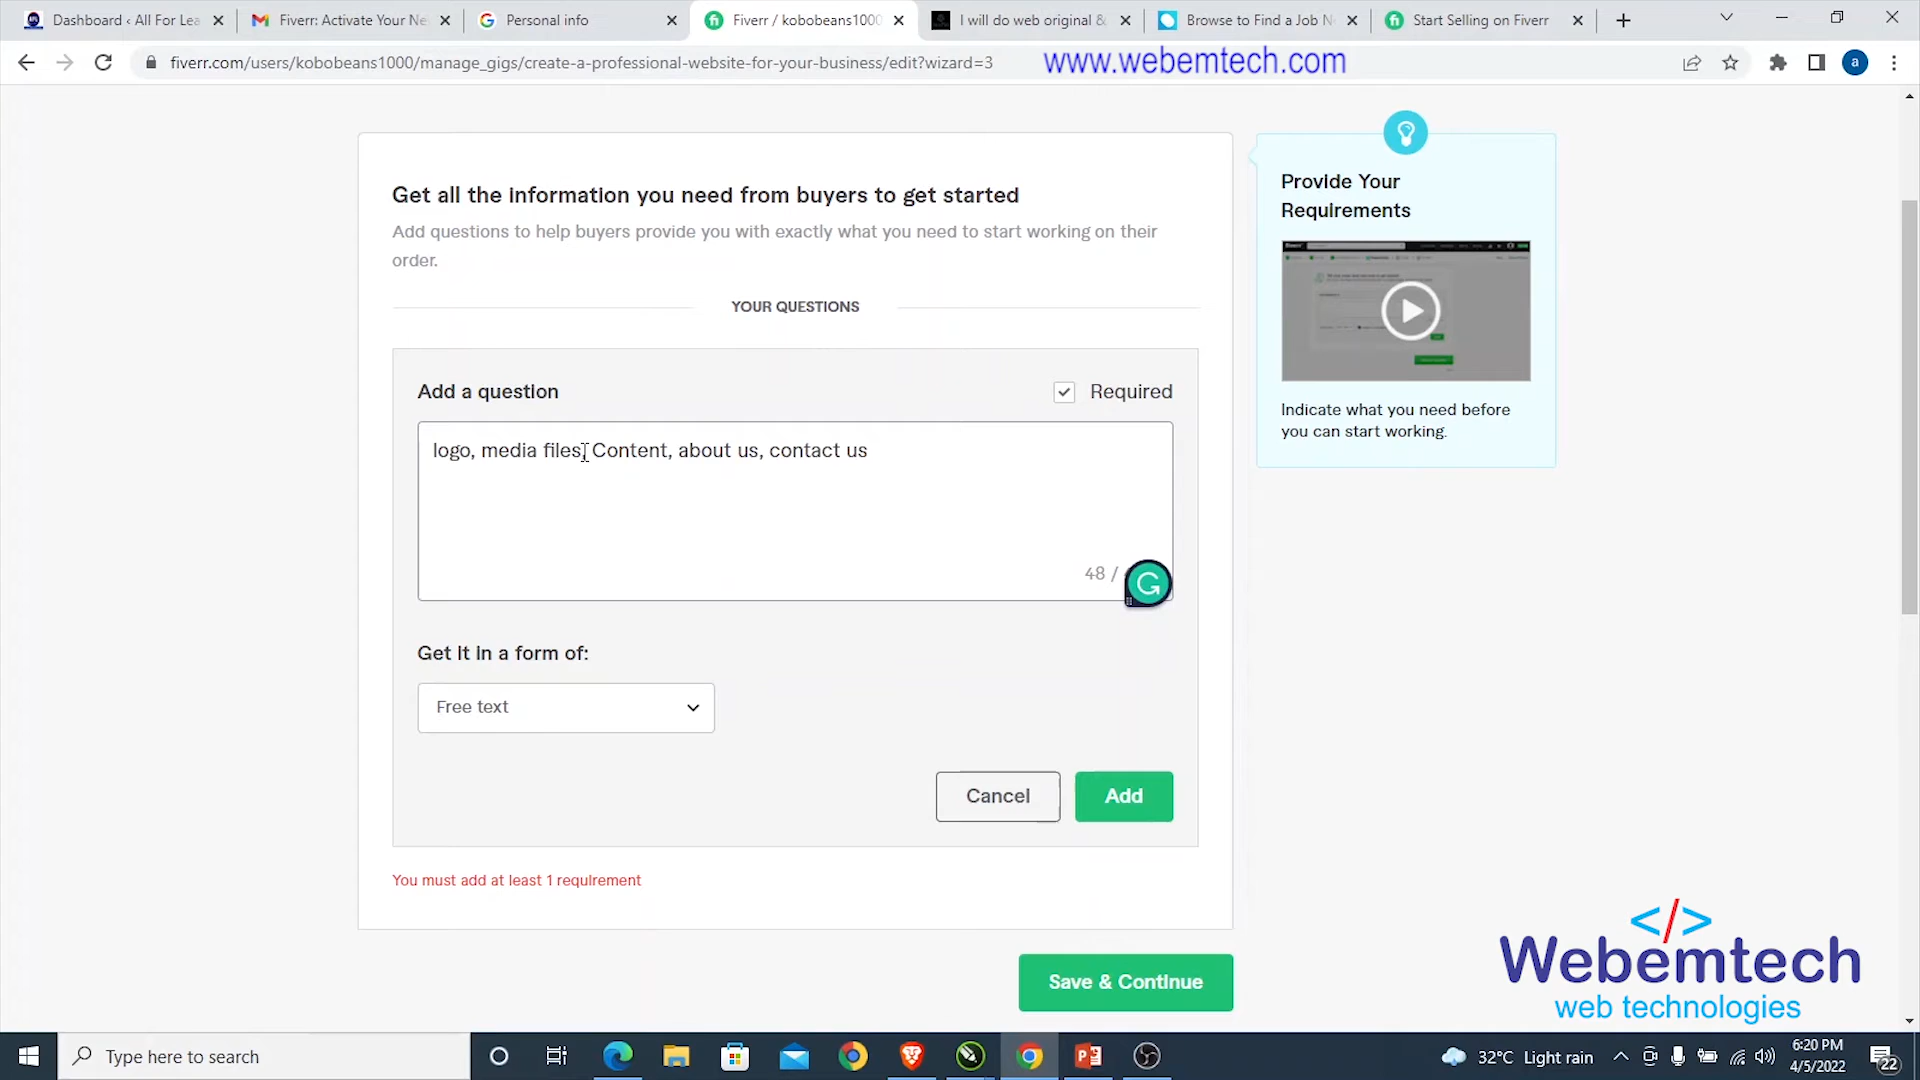 Dashboard ‹ All For Lea
Fiverr: Activate Your Ne
Personal info
Fiverr / kobobeans1000
I will do web original &
Browse to Find a Job N
Start Selling on Fiverr
fiverr.com/users/kobobeans1000/manage_gigs/create-a-professional-website-for-your-business/edit?wizard=3
www.webemtech.com
a
Get all the information you need from buyers to get started
Add questions to help buyers provide you with exactly what you need to start working on their
order.
YOUR QUESTIONS
Add a question
Required
logo, media files, Content, about us, contact us
48 /
Get it in a form of:
Free text
Cancel
Add
You must add at least 1 requirement
Save & Continue
Provide Your
Requirements
Indicate what you need before
you can start working.
</>
Webemtech
web technologies
Type here to search
32°C Light rain
6:20 PM
4/5/2022
22